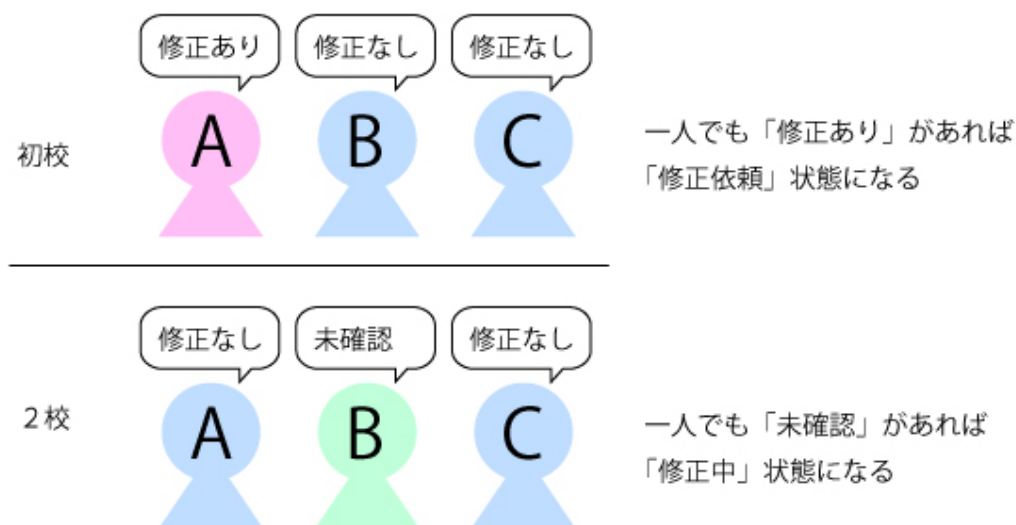 修正あり
修正なし
修正なし
初校
A
B
C
一人でも「修正あり」があれば
「修正依頼」状態になる
修正なし
未確認
修正なし
２校
A
B
C
一人でも「未確認」があれば
「修正中」状態になる